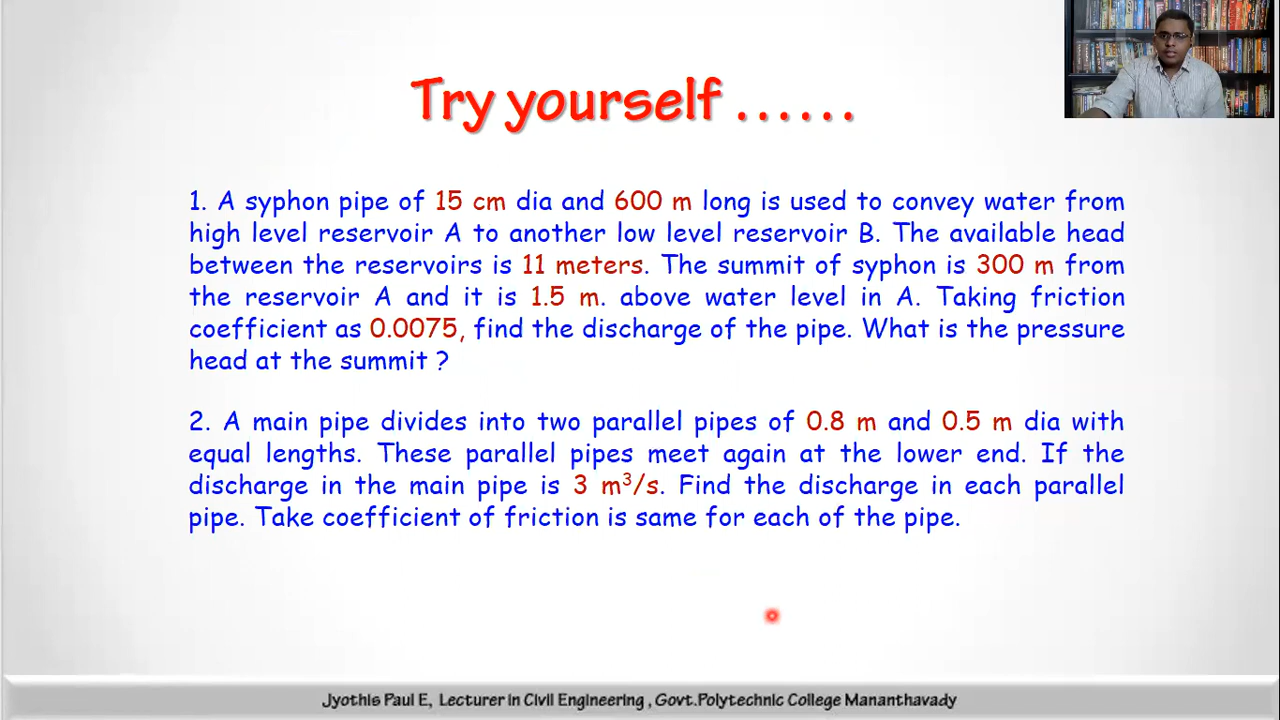 Try yourself ......
1. A syphon pipe of 15 cm dia and 600 m long is used to convey water from
high level reservoir A to another low level reservoir B. The available head
between the reservoirs is 11 meters. The summit of syphon is 300 m from
the reservoir A and it is 1.5 m. above water level in A. Taking friction
coefficient as 0.0075, find the discharge of the pipe. What is the pressure
head at the summit ?
2. A main pipe divides into two parallel pipes of 0.8 m and 0.5 m dia with
equal lengths. These parallel pipes meet again at the lower end. If the
discharge in the main pipe is 3 m³/s. Find the discharge in each parallel
pipe. Take coefficient of friction is same for each of the pipe.
Jyothis Paul E, Lecturer in Civil Engineering , Govt.Polytechnic College Mananthavady